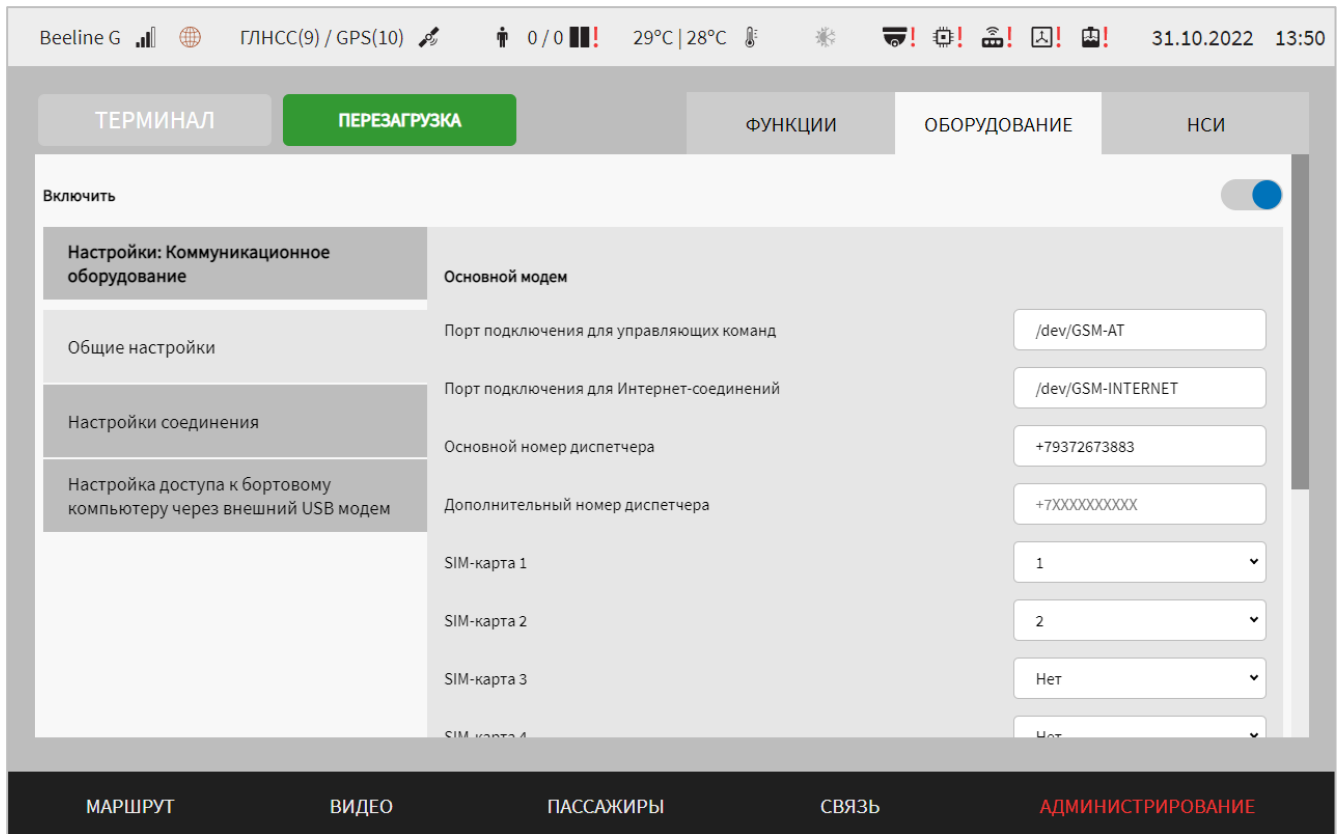 Beeline G ГЛНСС(9) / GPS(10) 0 / 0 ! 29°C | 28°C ! ! ! ! ! 31.10.2022 13:50
ТЕРМИНАЛ ПЕРЕЗАГРУЗКА ФУНКЦИИ ОБОРУДОВАНИЕ НСИ
Включить
Настройки: Коммуникационное
оборудование
Основной модем
Общие настройки
Настройки соединения
Настройка доступа к бортовому
компьютеру через внешний USB модем
Порт подключения для управляющих команд /dev/GSM-AT
Порт подключения для Интернет-соединений /dev/GSM-INTERNET
Основной номер диспетчера +79372673883
Дополнительный номер диспетчера +7XXXXXXXXXX
SIM-карта 1 1
SIM-карта 2 2
SIM-карта 3 Нет
SIM-карта 4 Нет
МАРШРУТ ВИДЕО ПАССАЖИРЫ СВЯЗЬ АДМИНИСТРИРОВАНИЕ